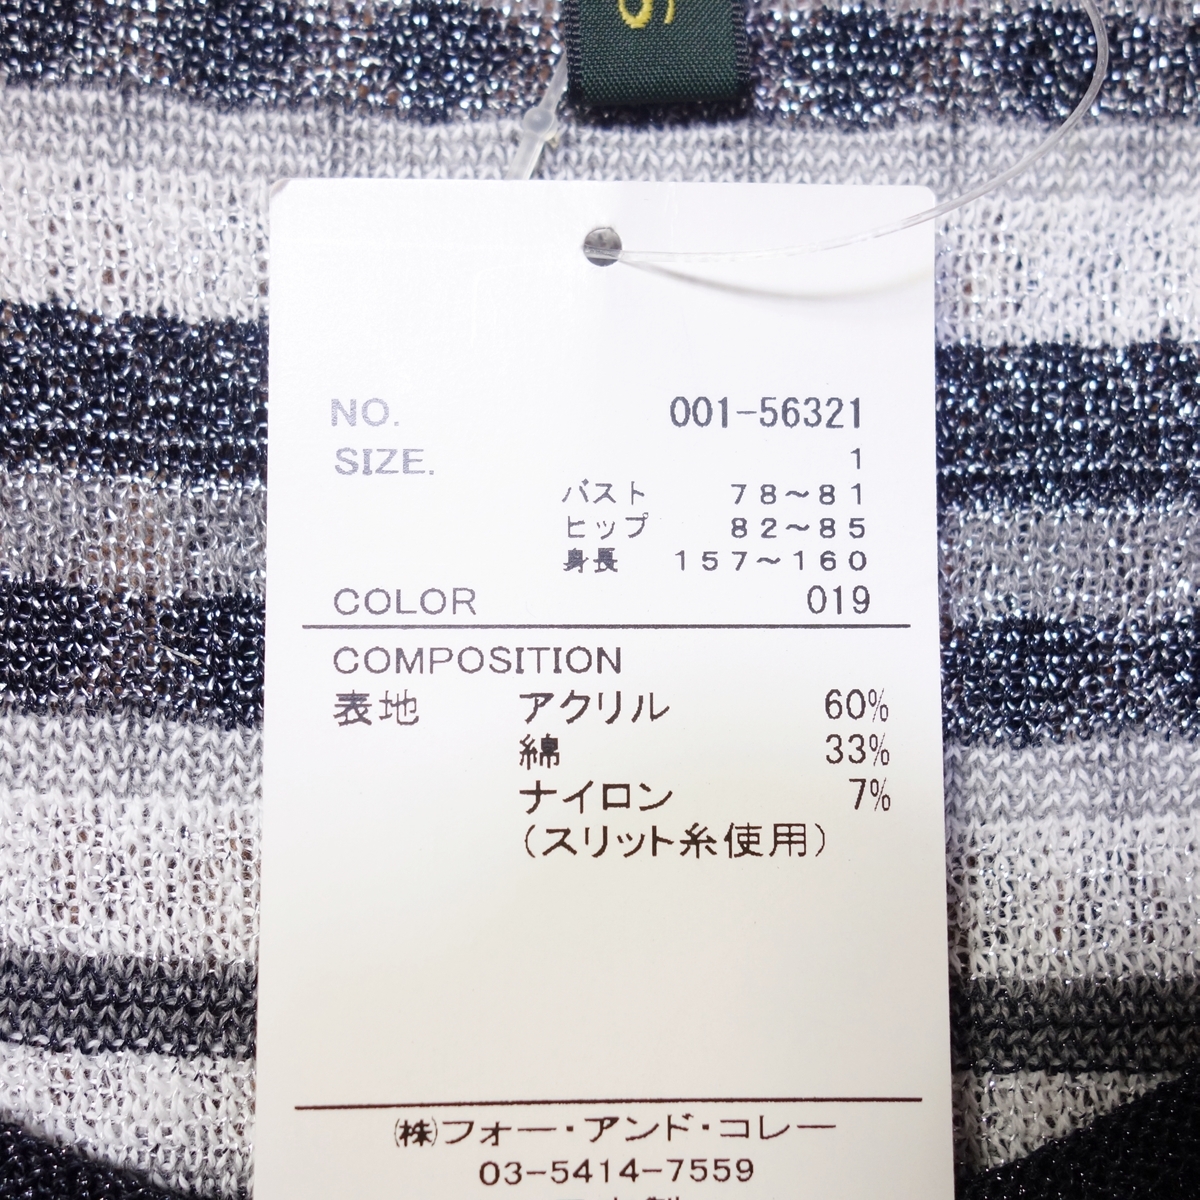 NO. 001-56321
SIZE. 1
バスト 78～81
ヒップ 82～85
身長 157～160
COLOR 019
COMPOSITION
表地 アクリル 60%
綿 33%
ナイロン 7%
(スリット糸使用)
㈱フォー・アンド・コレー
03-5414-7559